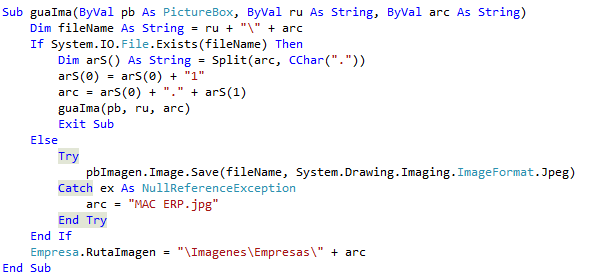 Sub guaIma(ByVal pb As PictureBox, ByVal ru As String, ByVal arc As String)
Dim fileName As String = ru + "\" + arc
If System.IO.File.Exists(fileName) Then
Dim arS() As String = Split(arc, CChar("."))
arS(0) = arS(0) + "1"
arc = arS(0) + "." + arS(1)
guaIma(pb, ru, arc)
Exit Sub
Else
Try
pbImagen.Image.Save(fileName, System.Drawing.Imaging.ImageFormat.Jpeg)
Catch ex As NullReferenceException
arc = "MAC ERP.jpg"
End Try
End If
Empresa.RutaImagen = "\Imagenes\Empresas\" + arc
End Sub